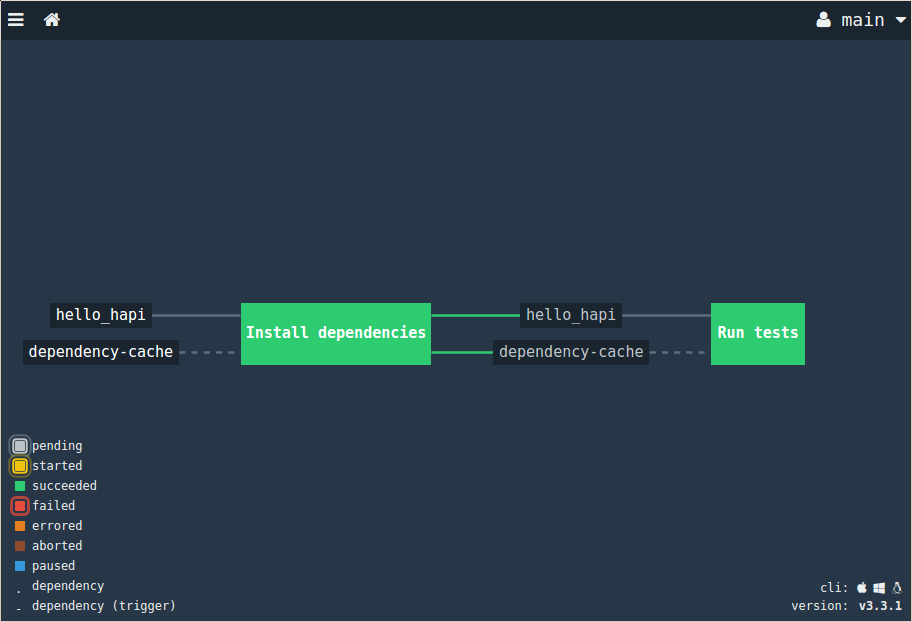 main
hello_hapi
dependency-cache
Install dependencies
hello_hapi
dependency-cache
Run tests
pending
started
succeeded
failed
errored
aborted
paused
. dependency
- dependency (trigger)
cli:
version: v3.3.1